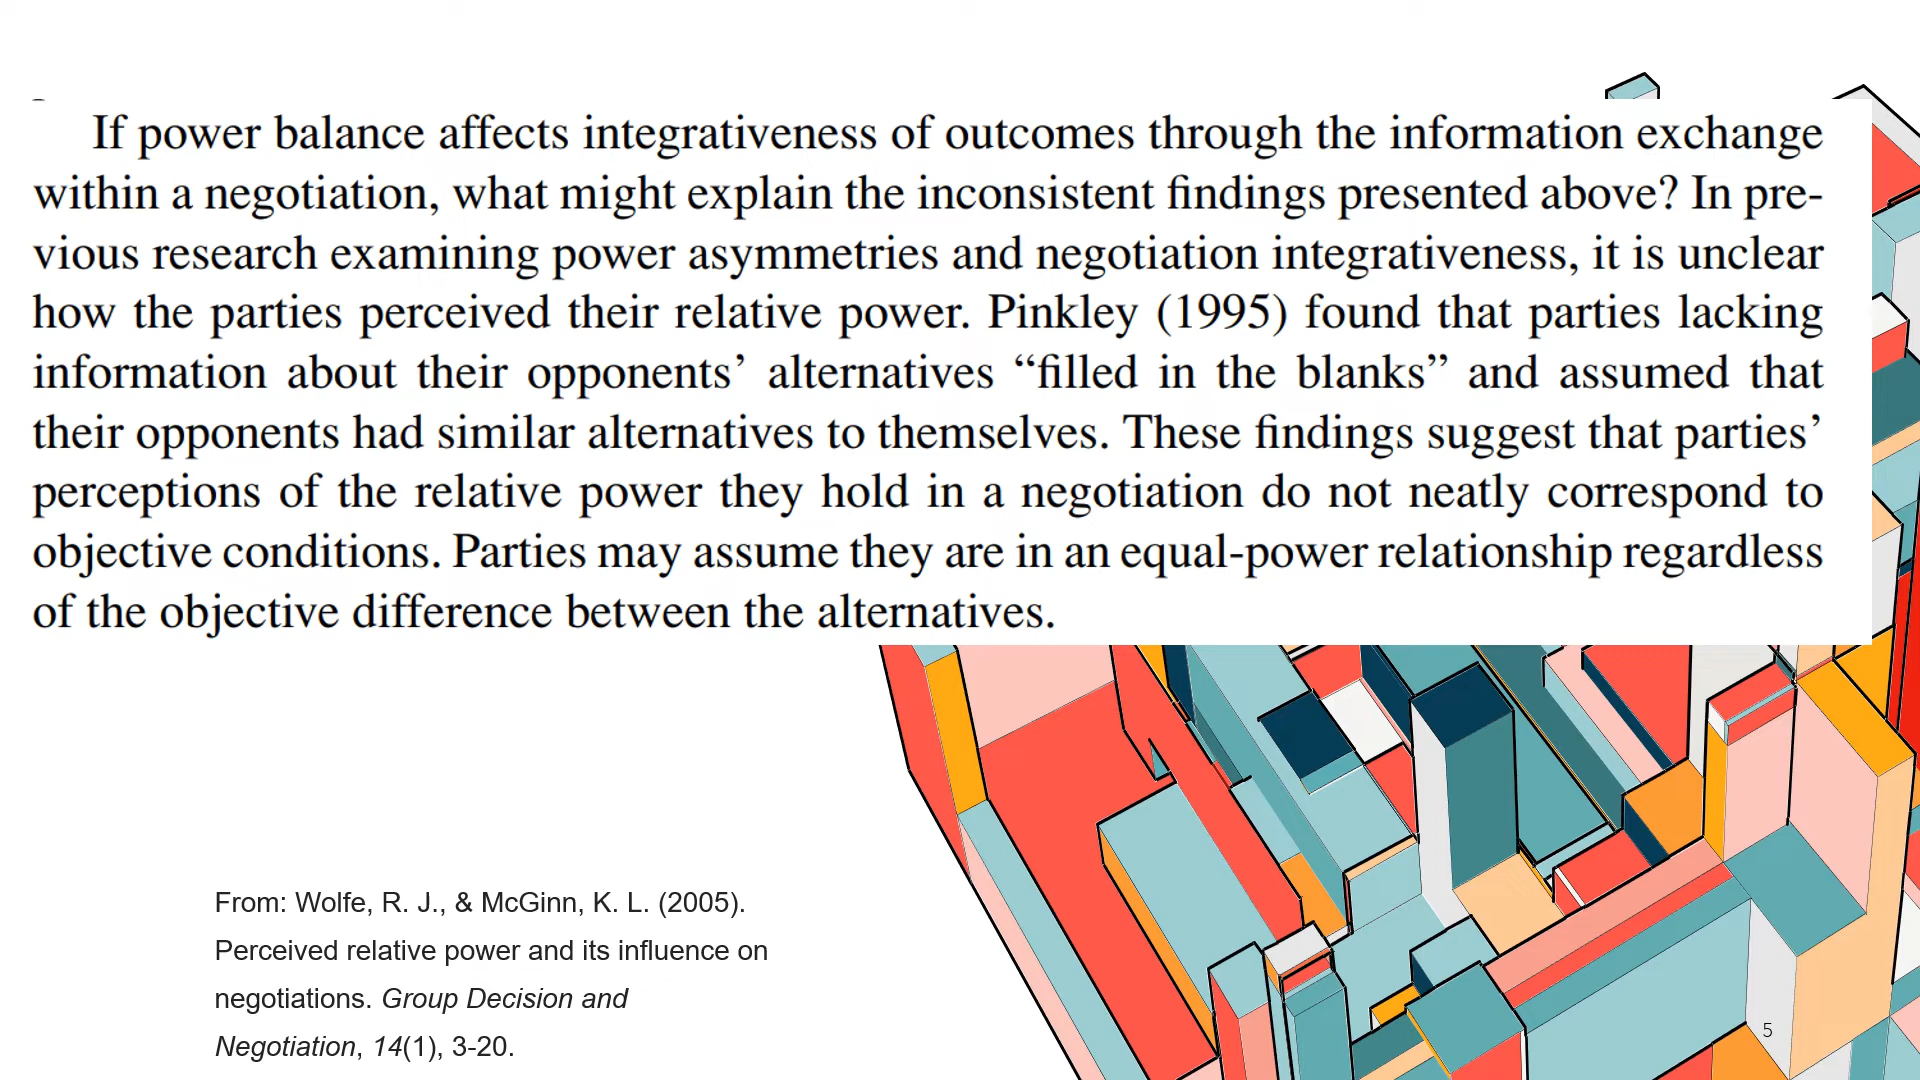 If power balance affects integrativeness of outcomes through the information exchange
within a negotiation, what might explain the inconsistent findings presented above? In pre-
vious research examining power asymmetries and negotiation integrativeness, it is unclear
how the parties perceived their relative power. Pinkley (1995) found that parties lacking
information about their opponents’ alternatives “filled in the blanks” and assumed that
their opponents had similar alternatives to themselves. These findings suggest that parties’
perceptions of the relative power they hold in a negotiation do not neatly correspond to
objective conditions. Parties may assume they are in an equal-power relationship regardless
of the objective difference between the alternatives.
From: Wolfe, R. J., & McGinn, K. L. (2005).
Perceived relative power and its influence on
negotiations. Group Decision and
Negotiation, 14(1), 3-20.
5